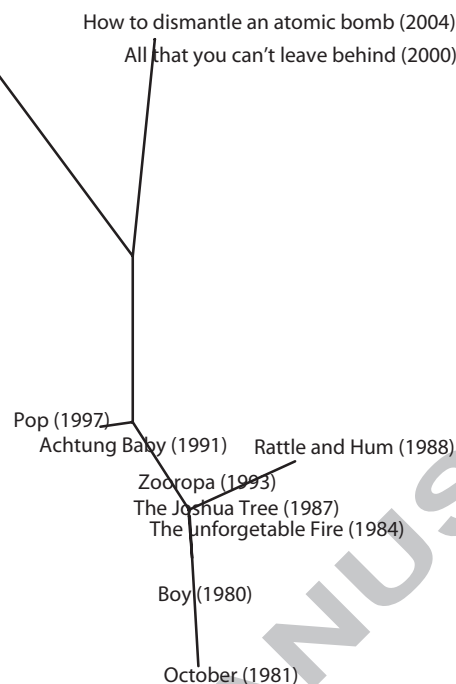 How to dismantle an atomic bomb (2004)
All that you can't leave behind (2000)
Pop (1997)
Achtung Baby (1991)
Rattle and Hum (1988)
Zooropa (1993)
The Joshua Tree (1987)
The unforgetable Fire (1984)
Boy (1980)
October (1981)
NUS